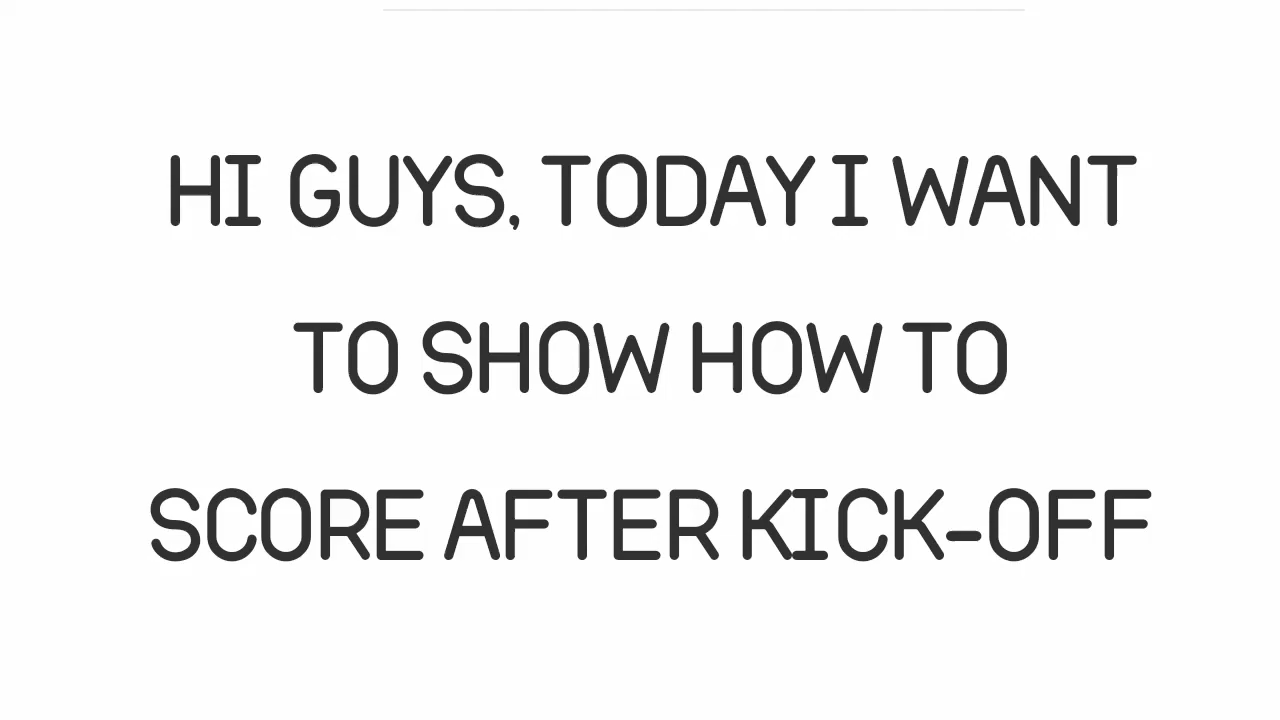 HI GUYS, TODAY I WANT
TO SHOW HOW TO
SCORE AFTER KICK-OFF